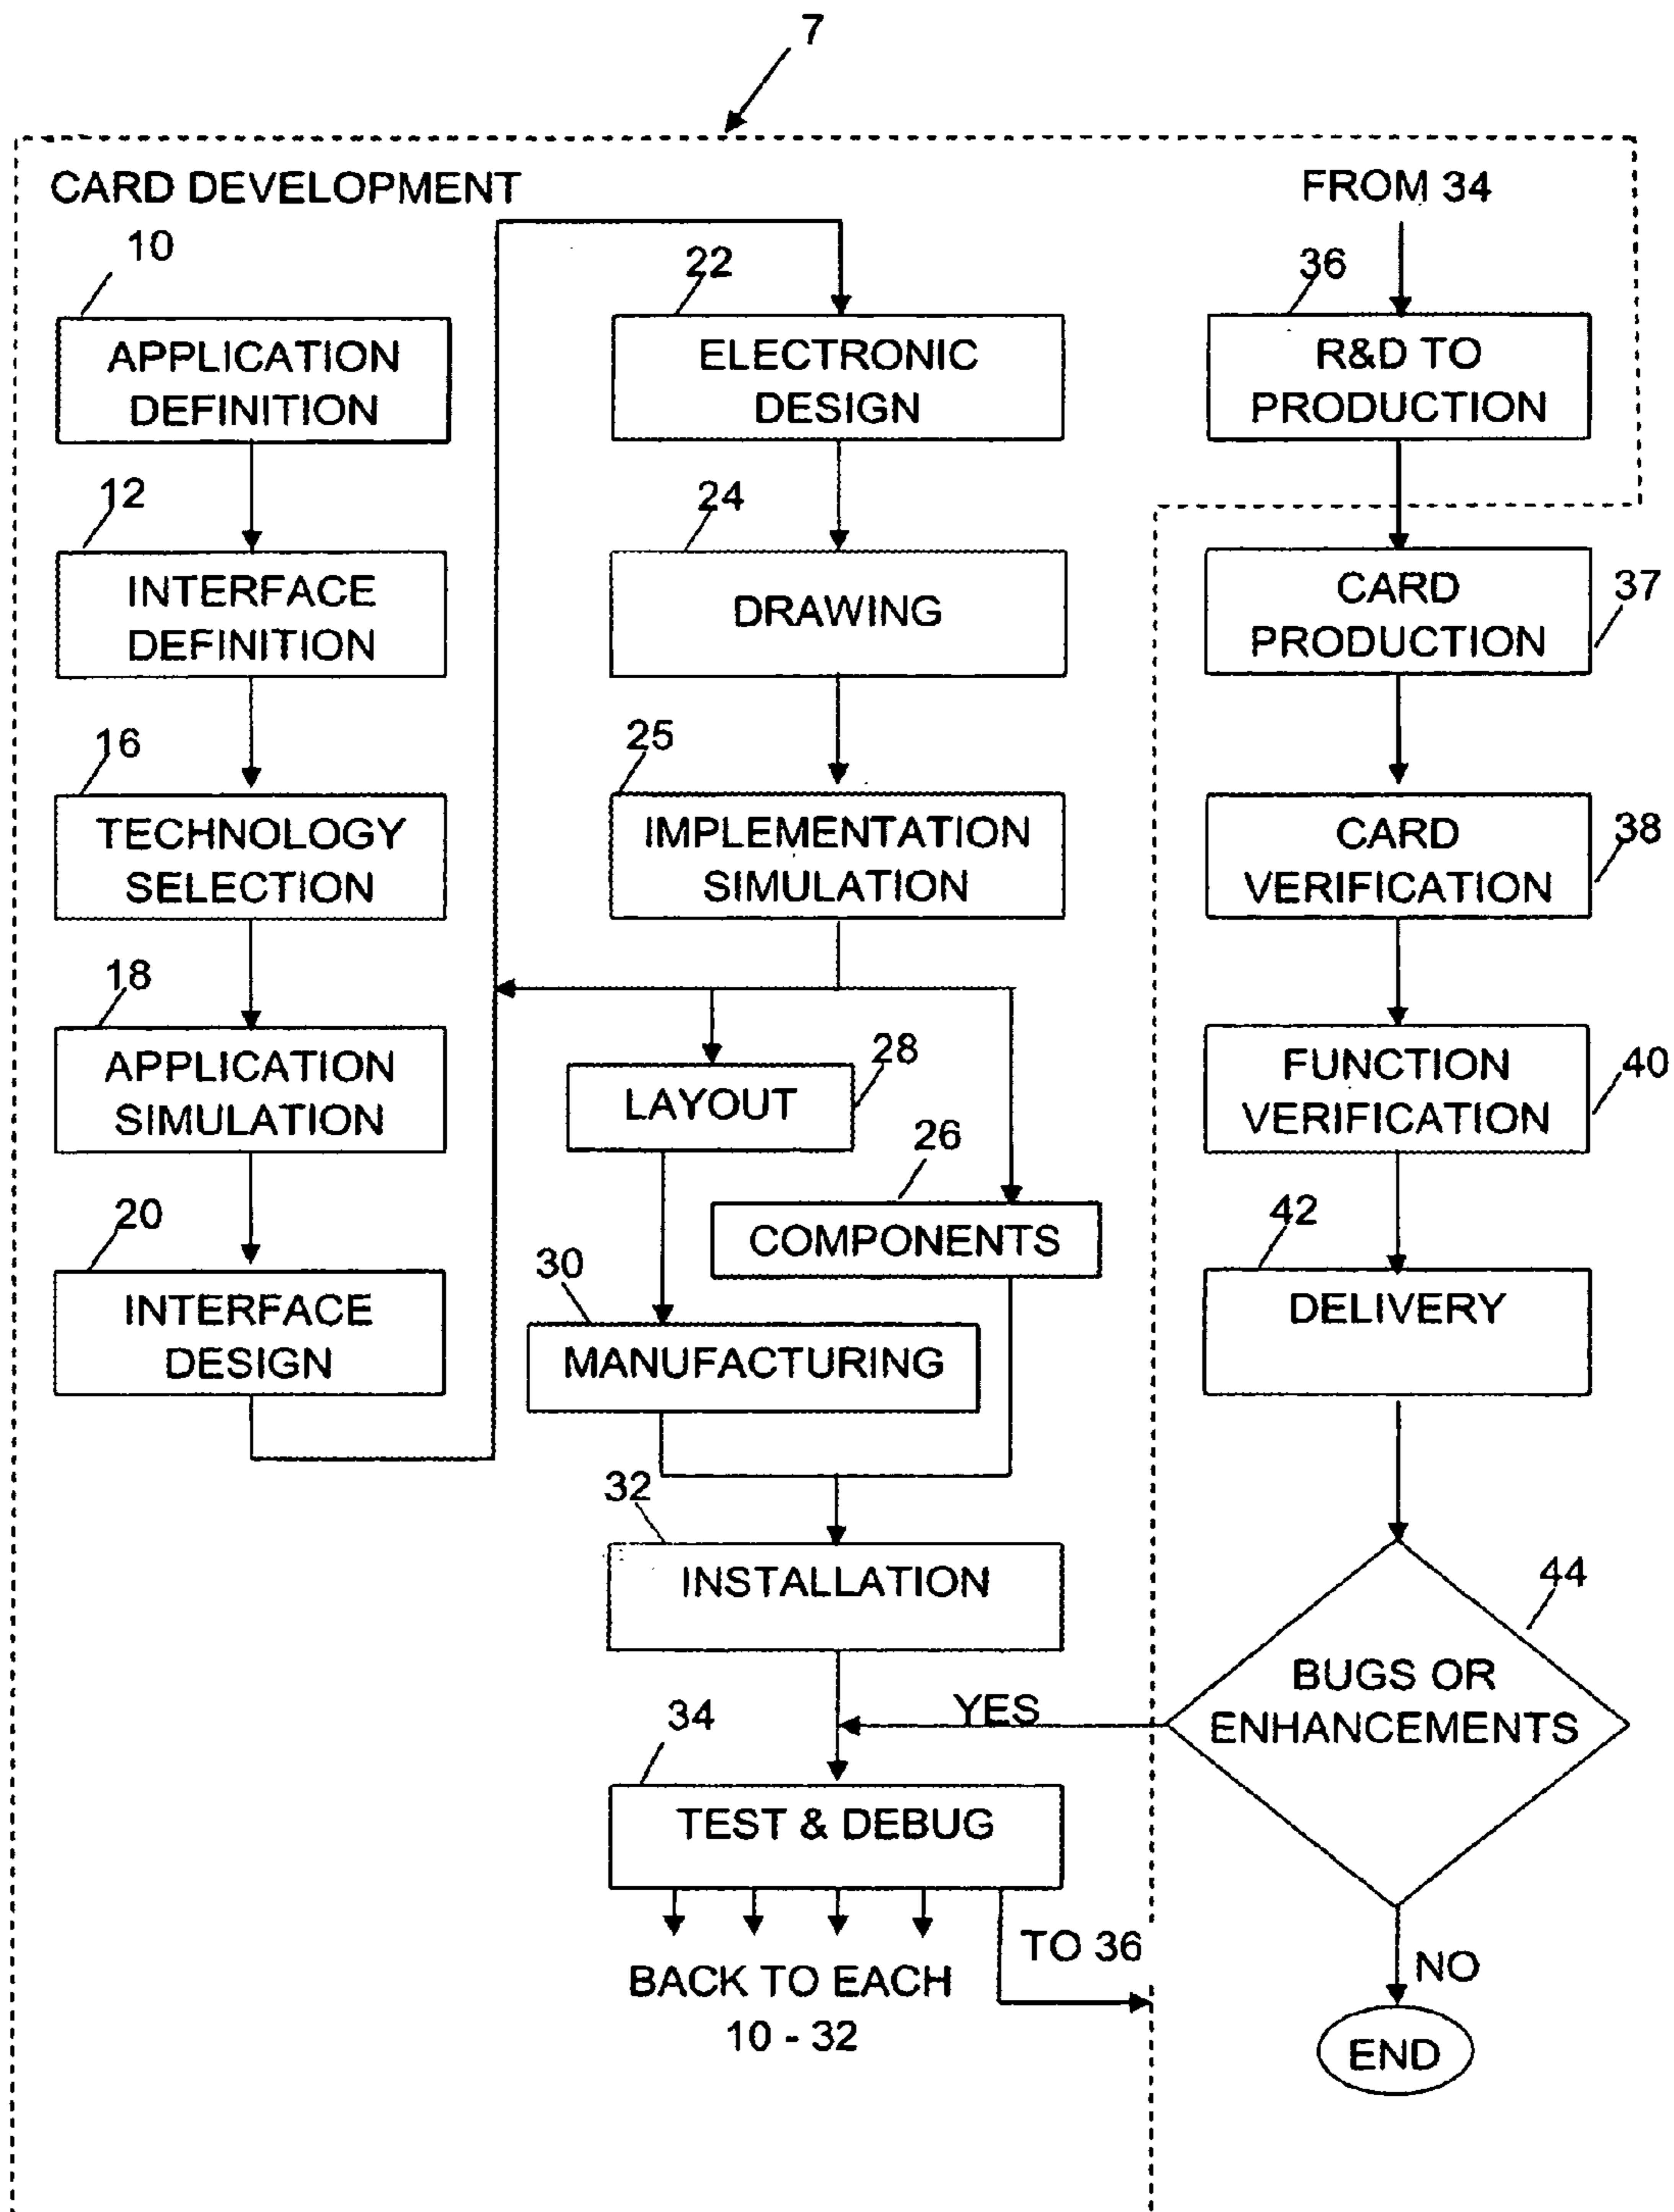 7
CARD DEVELOPMENT
10
APPLICATION
DEFINITION
12
INTERFACE
DEFINITION
16
TECHNOLOGY
SELECTION
18
APPLICATION
SIMULATION
20
INTERFACE
DESIGN
22
ELECTRONIC
DESIGN
24
DRAWING
25
IMPLEMENTATION
SIMULATION
28
LAYOUT
26
COMPONENTS
30
MANUFACTURING
32
INSTALLATION
34
TEST & DEBUG
BACK TO EACH
10 - 32
TO 36
FROM 34
36
R&D TO
PRODUCTION
37
CARD
PRODUCTION
38
CARD
VERIFICATION
40
FUNCTION
VERIFICATION
42
DELIVERY
44
BUGS OR
ENHANCEMENTS
YES
NO
END